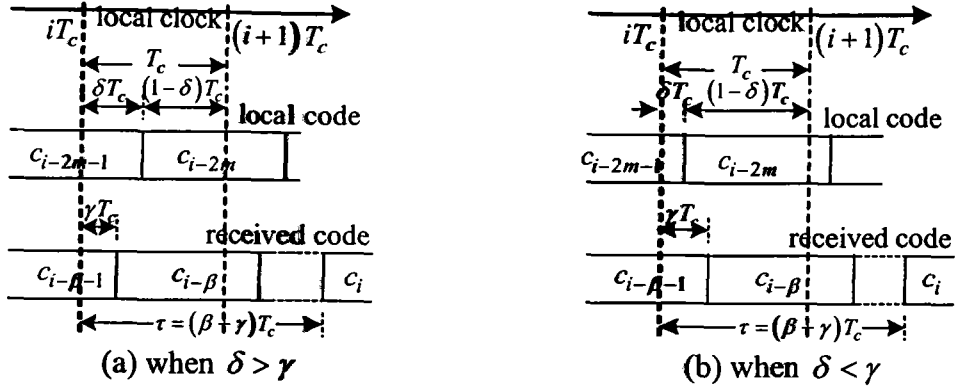 local clock
iT_c
(i+1)T_c
T_c
δT_c (1-δ)T_c
local code
c_{i-2m-1} c_{i-2m}
γT_c
received code
c_{i-β-1} c_{i-β} c_i
τ=(β+γ)T_c
(a) when δ > γ
local clock
iT_c
(i+1)T_c
T_c
δT_c (1-δ)T_c
local code
c_{i-2m-1} c_{i-2m}
γT_c
received code
c_{i-β-1} c_{i-β} c_i
τ=(β+γ)T_c
(b) when δ < γ